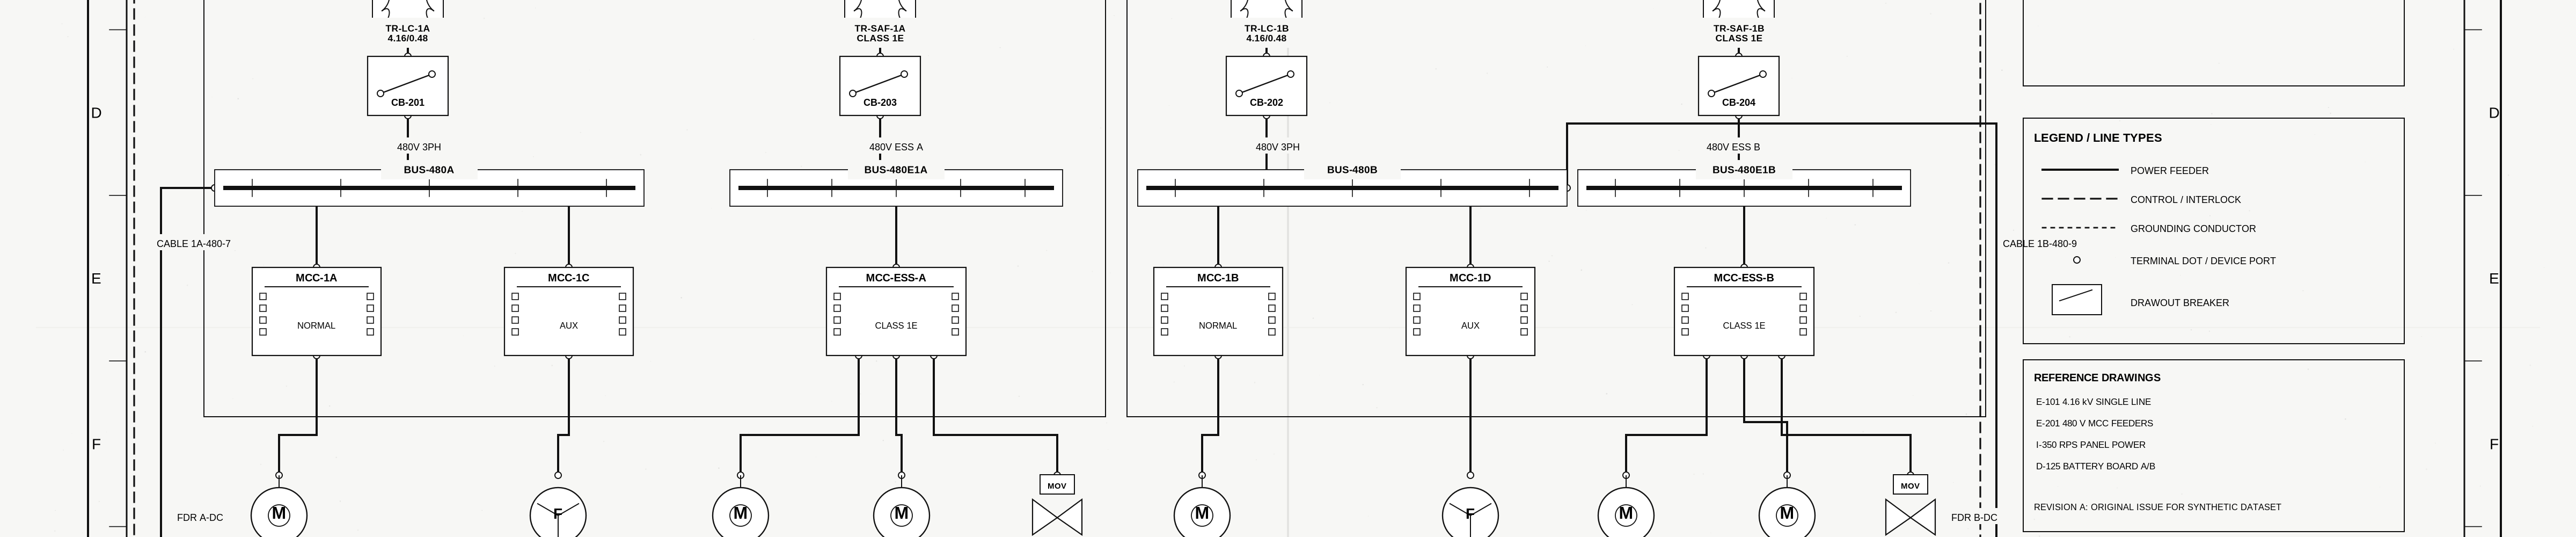 TR-LC-1A
4.16/0.48
TR-SAF-1A
CLASS 1E
TR-LC-1B
4.16/0.48
TR-SAF-1B
CLASS 1E
CB-201
CB-203
CB-202
CB-204
D
D
480V 3PH
480V ESS A
480V 3PH
480V ESS B
BUS-480A
BUS-480E1A
BUS-480B
BUS-480E1B
CABLE 1A-480-7
CABLE 1B-480-9
E
E
MCC-1A
NORMAL
MCC-1C
AUX
MCC-ESS-A
CLASS 1E
MCC-1B
NORMAL
MCC-1D
AUX
MCC-ESS-B
CLASS 1E
F
F
MOV
MOV
FDR A-DC
M
F
M
M
M
F
M
M
FDR B-DC
LEGEND / LINE TYPES
POWER FEEDER
CONTROL / INTERLOCK
GROUNDING CONDUCTOR
TERMINAL DOT / DEVICE PORT
DRAWOUT BREAKER
REFERENCE DRAWINGS
E-101 4.16 kV SINGLE LINE
E-201 480 V MCC FEEDERS
I-350 RPS PANEL POWER
D-125 BATTERY BOARD A/B
REVISION A: ORIGINAL ISSUE FOR SYNTHETIC DATASET